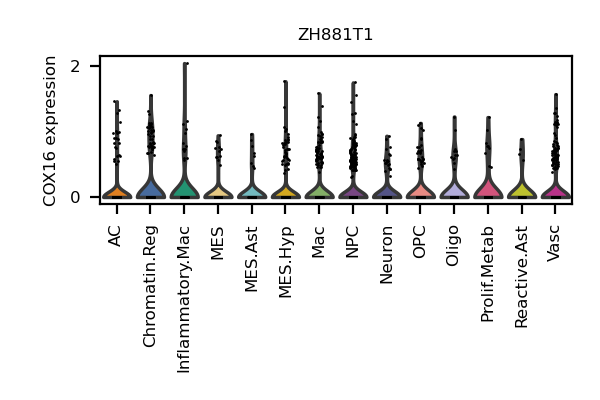 ZH881T1
COX16 expression
2
0
AC
Chromatin.Reg
Inflammatory.Mac
MES
MES.Ast
MES.Hyp
Mac
NPC
Neuron
OPC
Oligo
Prolif.Metab
Reactive.Ast
Vasc